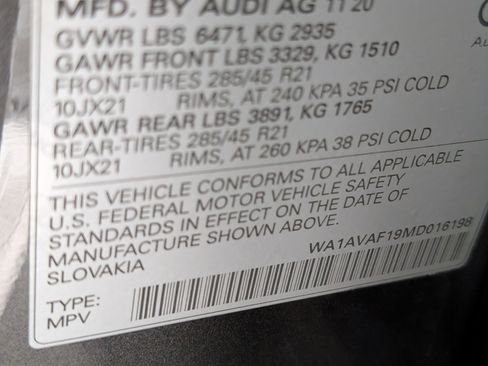 MFD. BY AUDI AG 11 20
GVWR LBS 6471, KG 2935
GAWR FRONT LBS 3329, KG 1510
FRONT-TIRES 285/45 R21
10JX21 RIMS, AT 240 KPA 35 PSI COLD
GAWR REAR LBS 3891, KG 1765
REAR-TIRES 285/45 R21
10JX21 RIMS, AT 260 KPA 38 PSI COLD
THIS VEHICLE CONFORMS TO ALL APPLICABLE
U.S. FEDERAL MOTOR VEHICLE SAFETY
STANDARDS IN EFFECT ON THE DATE OF
MANUFACTURE SHOWN ABOVE.
SLOVAKIA WA1AVAF19MD016198
TYPE:
MPV